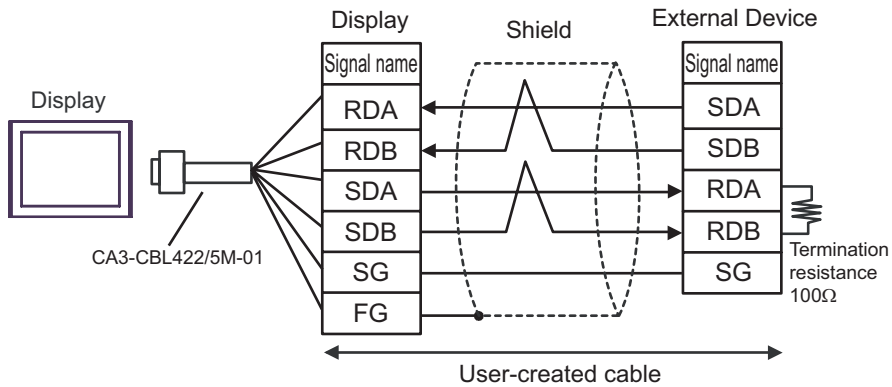 Display
Shield
External Device
Signal name
Signal name
Display
RDA
SDA
RDB
SDB
SDA
RDA
SDB
RDB
CA3-CBL422/5M-01
SG
SG
Termination
resistance
100Ω
FG
User-created cable